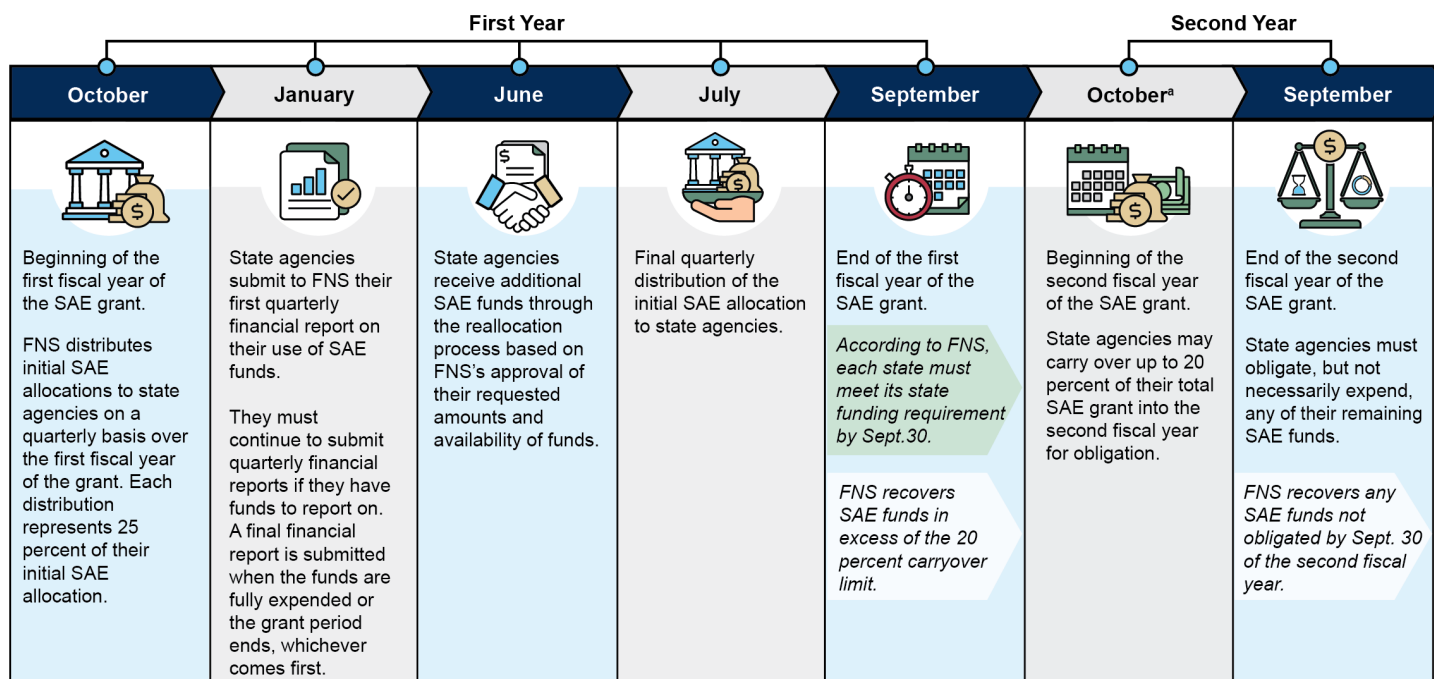 First Year
Second Year
October
January
June
July
September
Octoberᵃ
September
$
$
$
$
$
Beginning of the
first fiscal year of
the SAE grant.
FNS distributes
initial SAE
allocations to state
agencies on a
quarterly basis over
the first fiscal year
of the grant. Each
distribution
represents 25
percent of their
initial SAE
allocation.
State agencies
submit to FNS their
first quarterly
financial report on
their use of SAE
funds.
They must
continue to submit
quarterly financial
reports if they have
funds to report on.
A final financial
report is submitted
when the funds are
fully expended or
the grant period
ends, whichever
comes first.
State agencies
receive additional
SAE funds through
the reallocation
process based on
FNS’s approval of
their requested
amounts and
availability of funds.
Final quarterly
distribution of the
initial SAE allocation
to state agencies.
End of the first
fiscal year of the
SAE grant.
According to FNS,
each state must
meet its state
funding requirement
by Sept.30.
FNS recovers
SAE funds in
excess of the 20
percent carryover
limit.
Beginning of the
second fiscal year
of the SAE grant.
State agencies may
carry over up to 20
percent of their total
SAE grant into the
second fiscal year
for obligation.
End of the second
fiscal year of the
SAE grant.
State agencies must
obligate, but not
necessarily expend,
any of their remaining
SAE funds.
FNS recovers any
SAE funds not
obligated by Sept. 30
of the second fiscal
year.